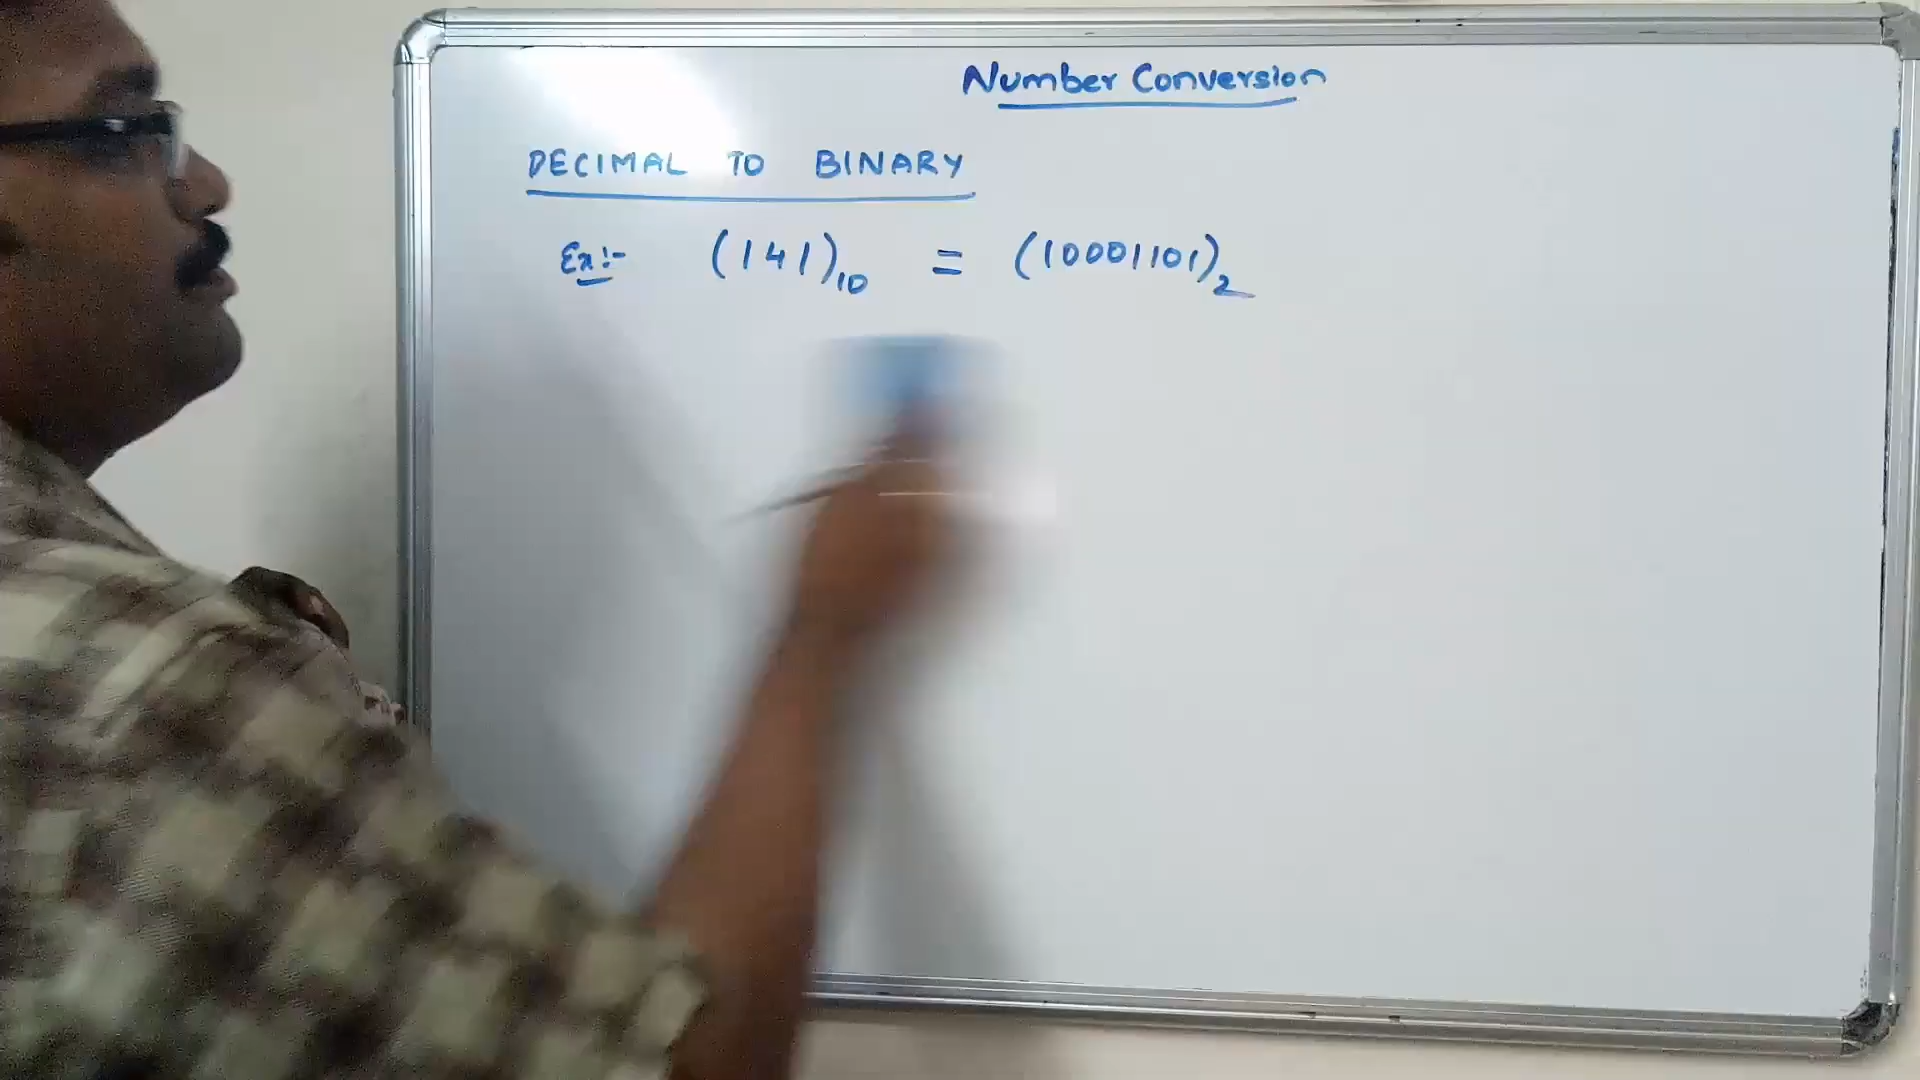 Number Conversion
DECIMAL TO BINARY
Ex:- (141)10 = (10001101)2